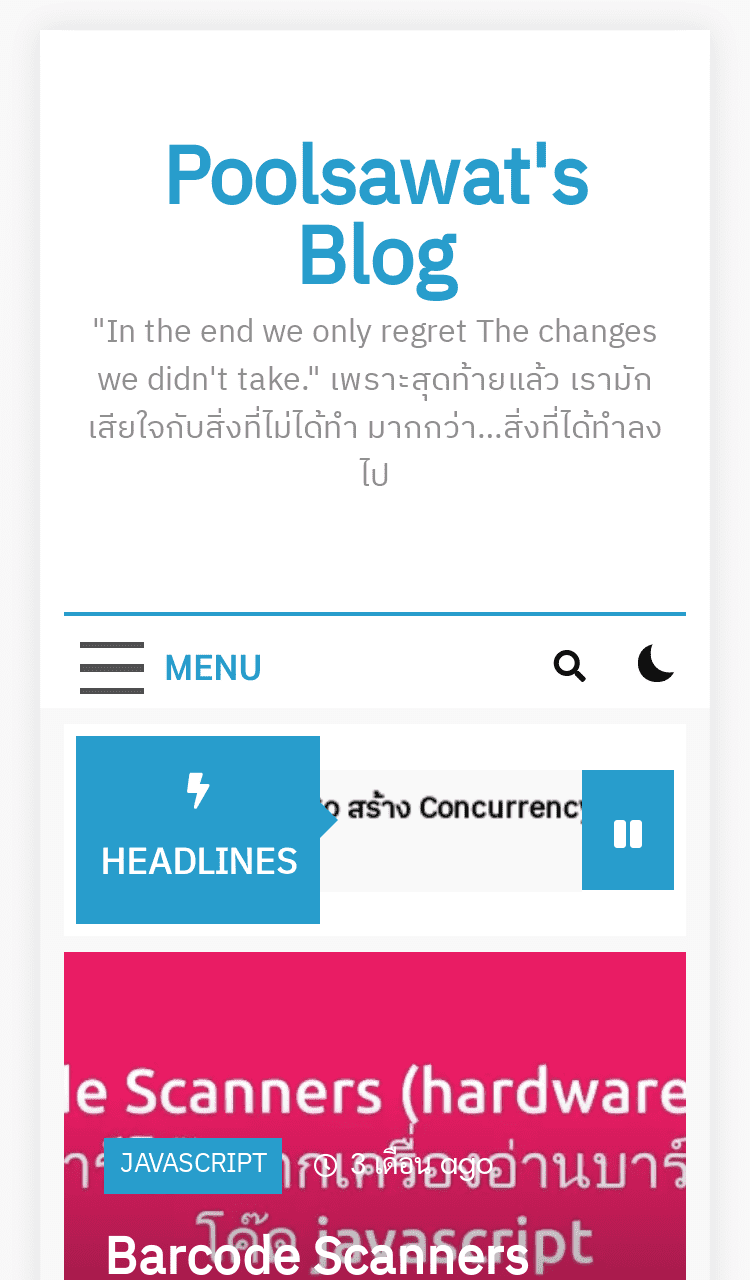 Poolsawat's
Blog
"In the end we only regret The changes
we didn't take." เพราะสุดท้ายแล้ว เรามัก
เสียใจกับสิ่งที่ไม่ได้ทำ มากกว่า...สิ่งที่ได้ทำลง
ไป
MENU
HEADLINES
สร้าง Concurrency
Scanners (hardware
JAVASCRIPT
3 เดือน ago
โค๊ด javascript
Barcode Scanners